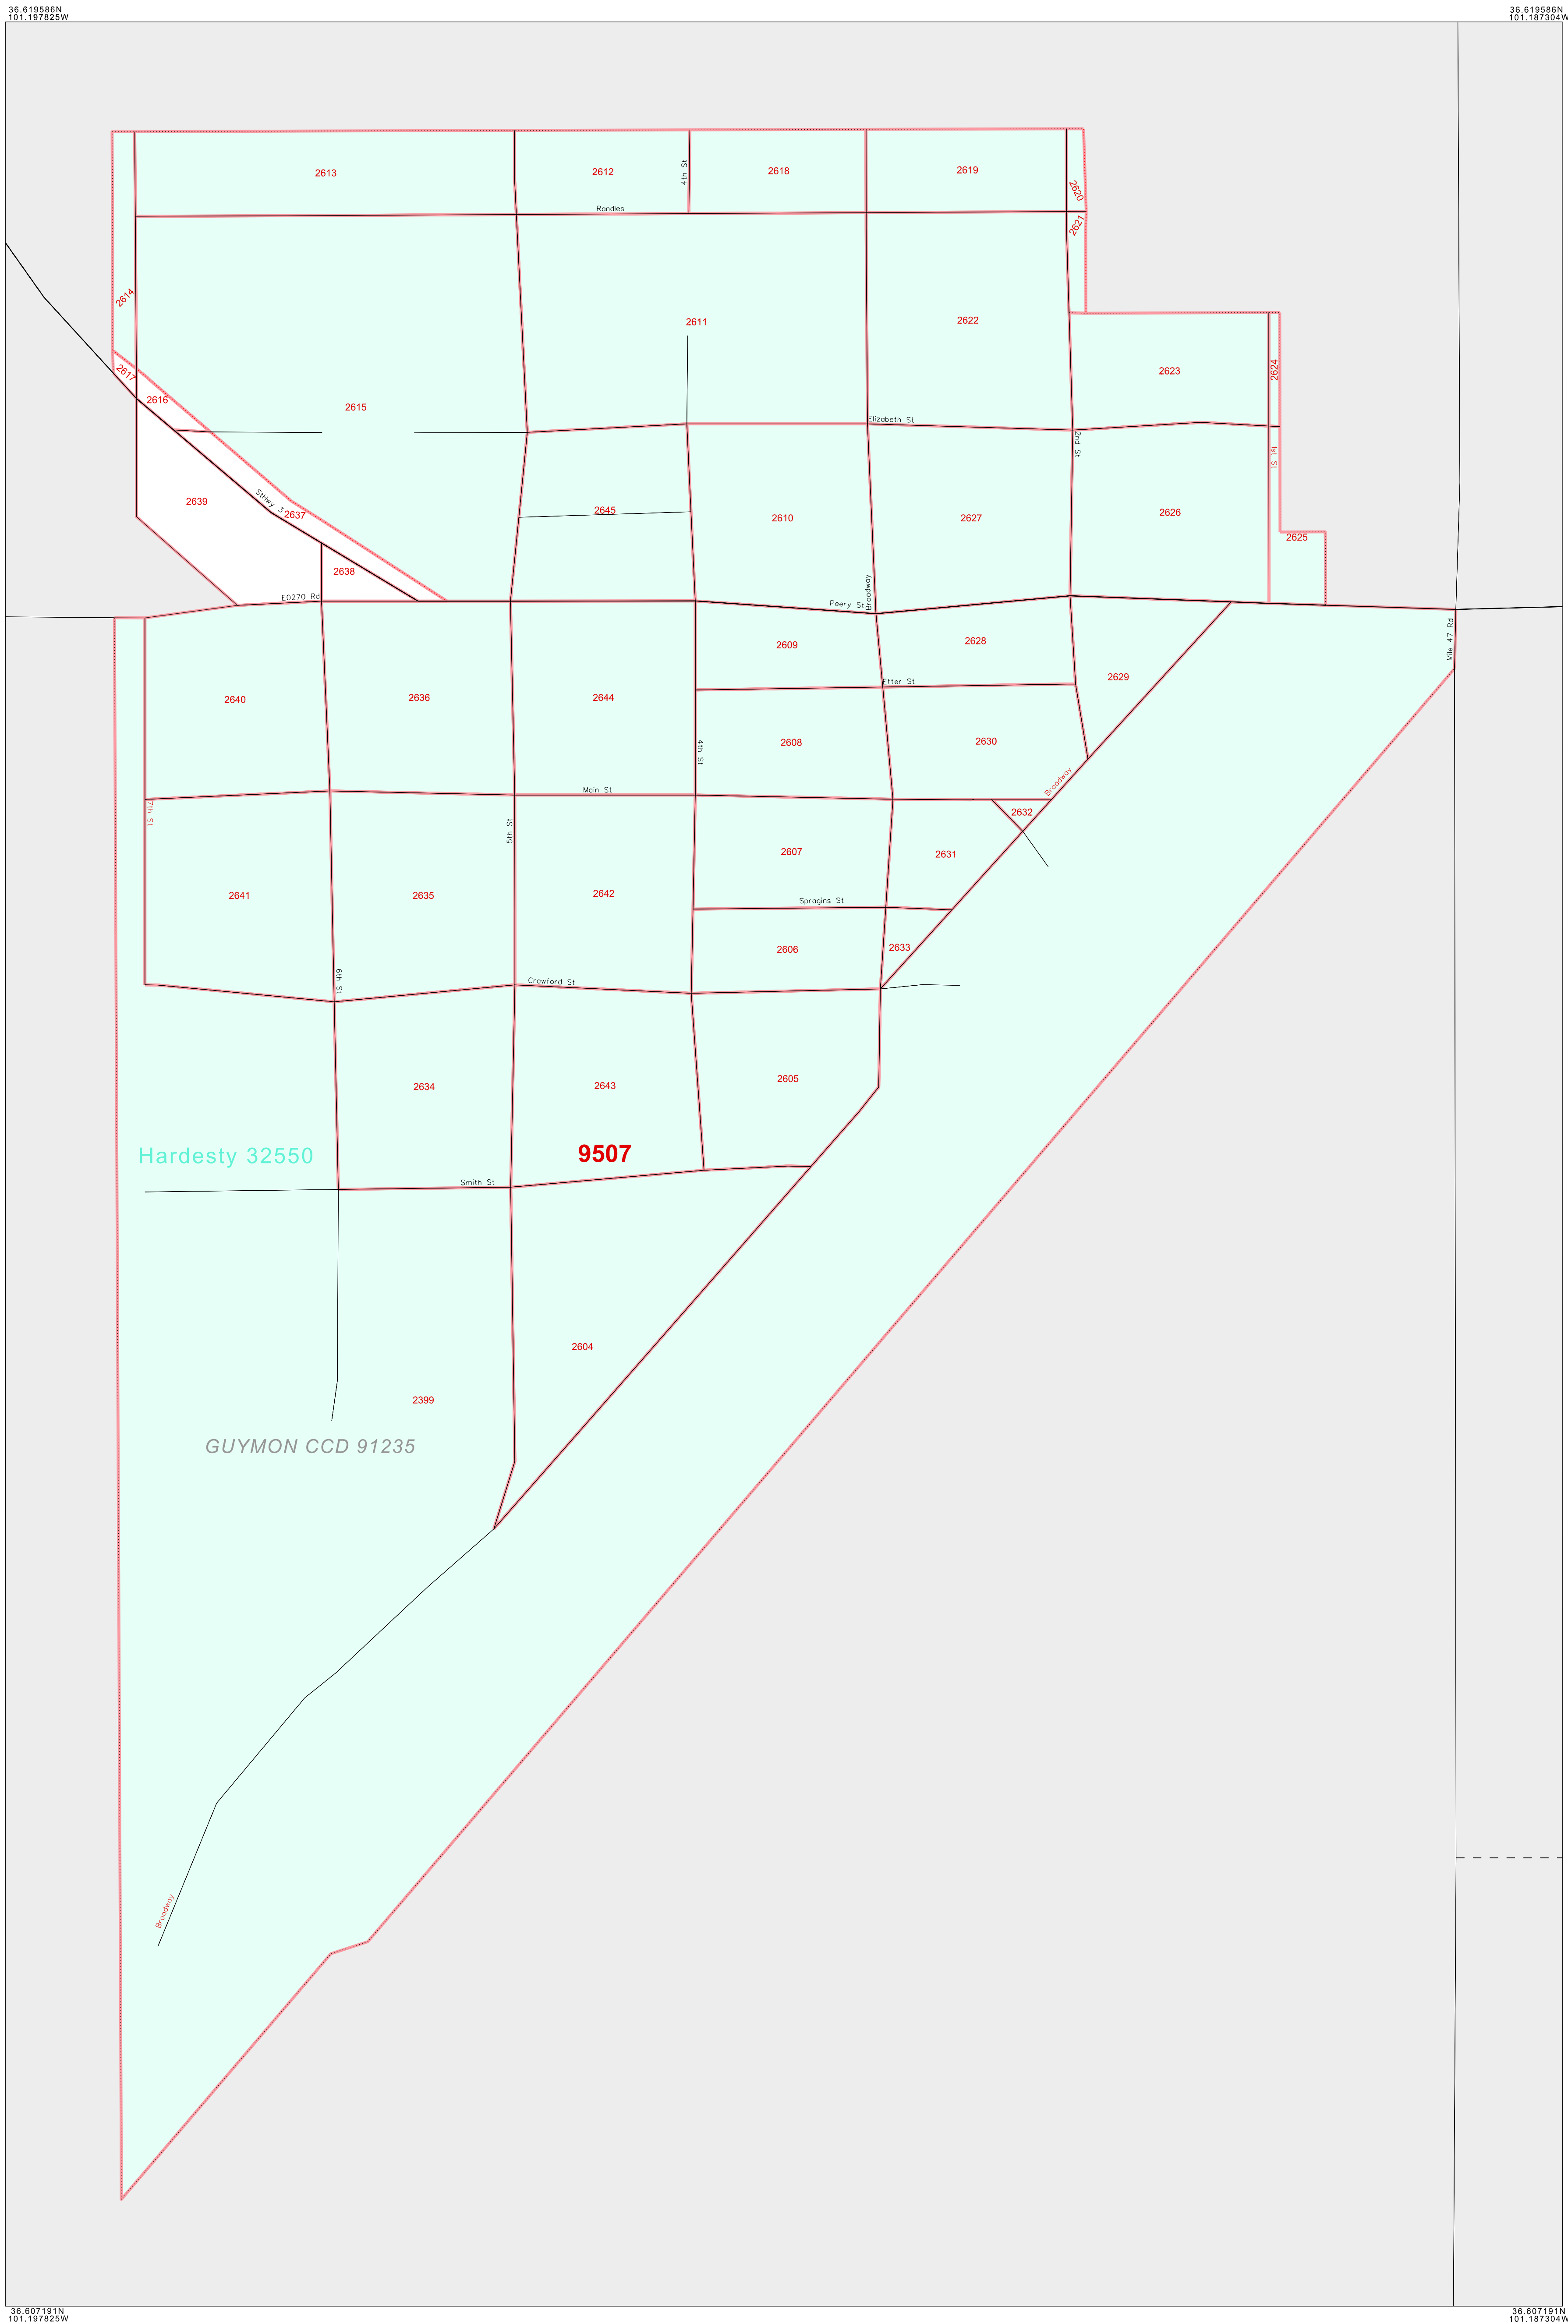 36.619586N
101.197825W
36.619586N
101.187304W
2613
2612
4th St
2618
2619
2620
Randles
2621
2614
2611
2622
2617
2623
2624
2616
2615
Elizabeth St
2nd St
1st St
2639
StHwy 3
2637
2645
2610
2627
2626
2625
2638
E0270 Rd
Peery St
Broadway
Mile 47 Rd
2609
2628
2640
2636
2644
Etter St
2629
4th St
2608
2630
Main St
Broadway
7th St
5th St
2632
2607
2631
2641
2635
2642
Spragins St
2606
2633
6th St
Crawford St
2634
2643
2605
Hardesty 32550
9507
Smith St
2604
2399
GUYMON CCD 91235
Broadway
36.607191N
101.197825W
36.607191N
101.187304W